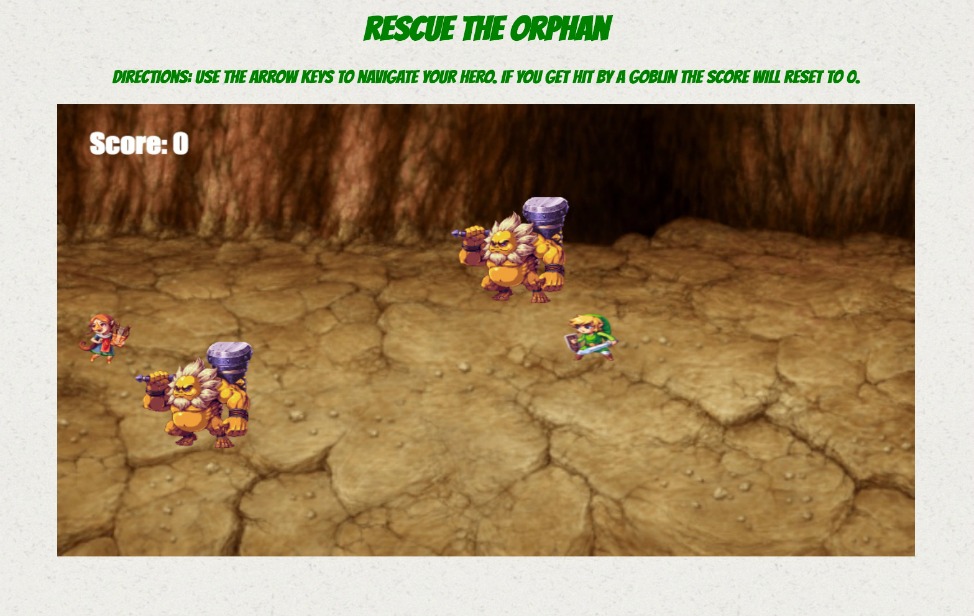 RESCUE THE ORPHAN
DIRECTIONS: USE THE ARROW KEYS TO NAVIGATE YOUR HERO. IF YOU GET HIT BY A GOBLIN THE SCORE WILL RESET TO 0.
Score: 0